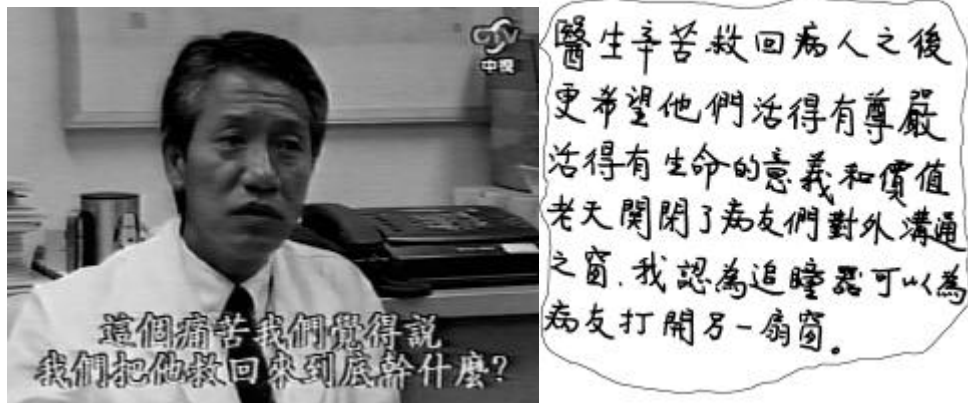 CTV
中視
這個痛苦我們覺得說
我們把他救回來到底幹什麼?
醫生辛苦救回病人之後
更希望他們活得有尊嚴
活得有生命的意義和價值
老天関閉了病友們對外溝通
之窗、我認為追瞳器可以為
病友打開另一扇窗。